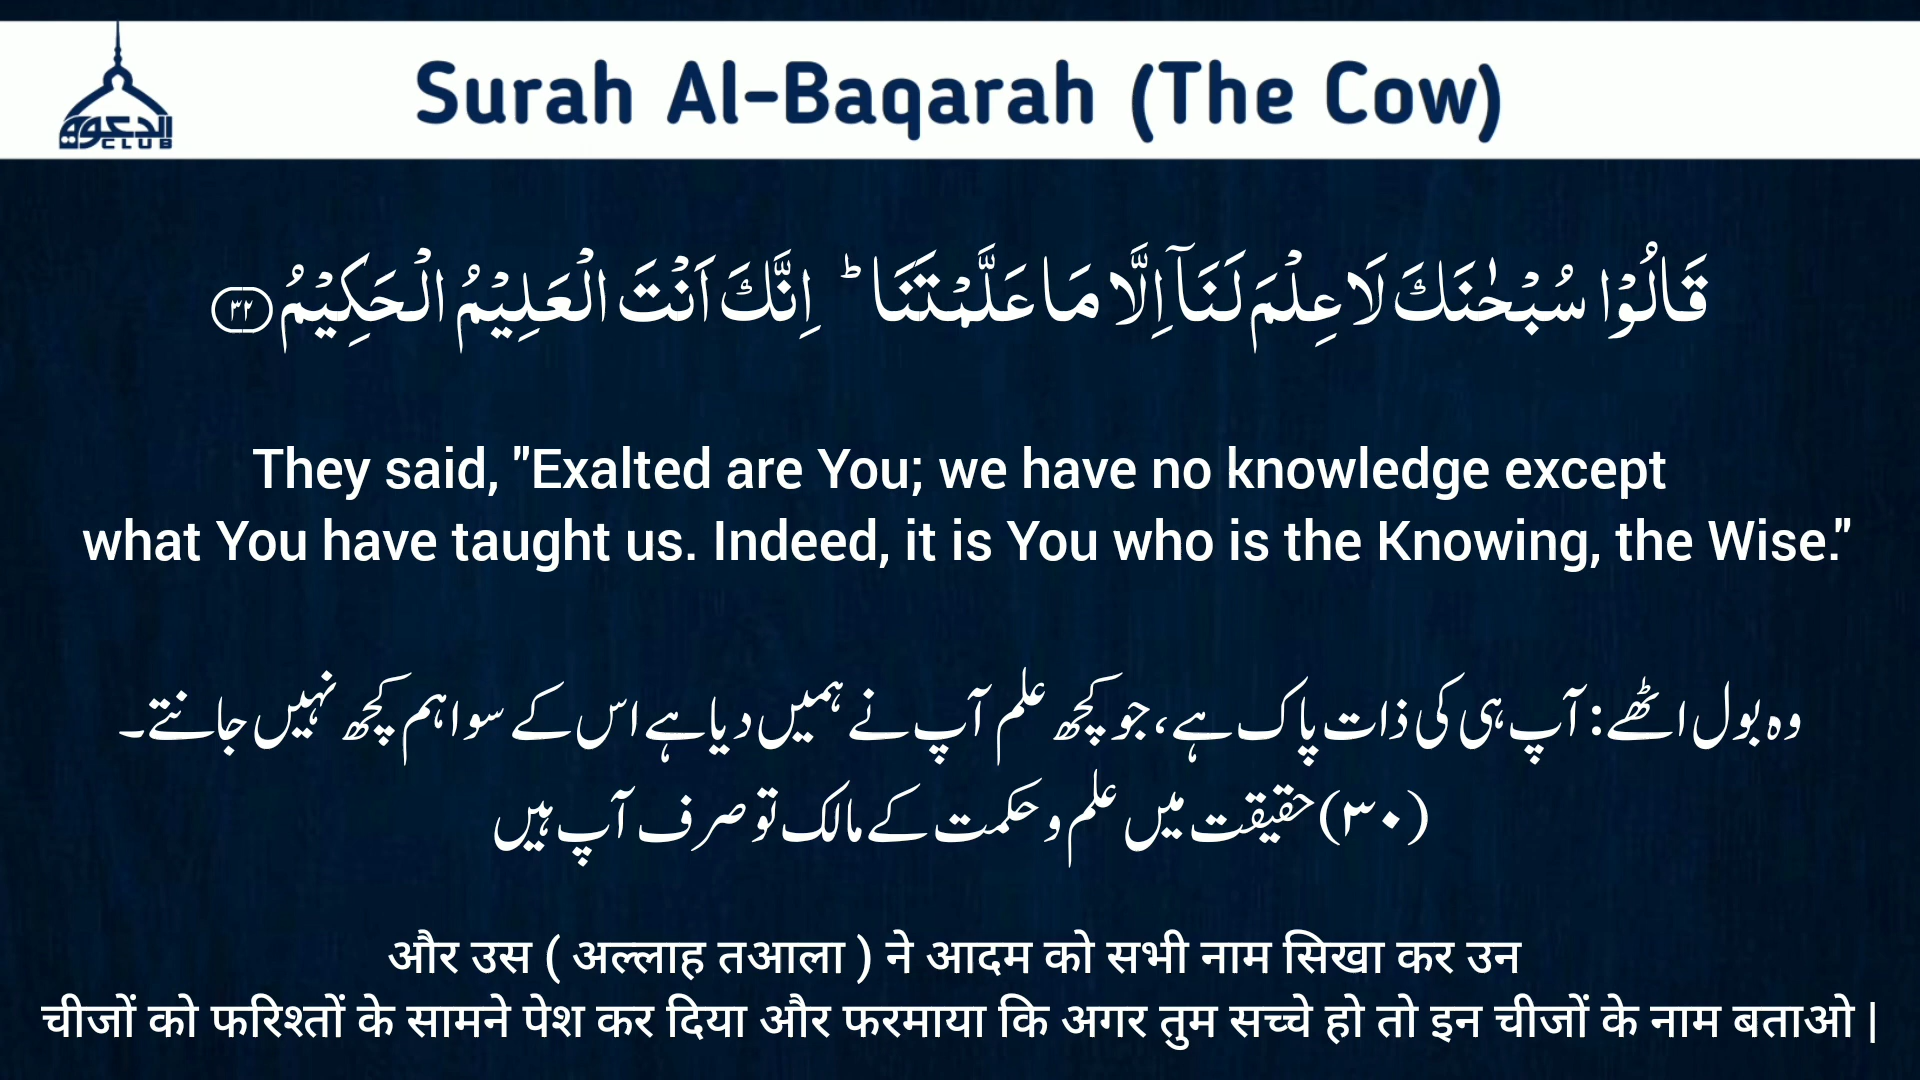 الدعوة
CLUB
Surah Al-Baqarah (The Cow)
قَالُوْا سُبْحٰنَكَ لَا عِلْمَ لَنَاۤ اِلَّا مَا عَلَّمْتَنَا ؕ اِنَّكَ اَنْتَ الْعَلِيْمُ الْحَكِيْمُ ﴿۳۲﴾
They said, "Exalted are You; we have no knowledge except
what You have taught us. Indeed, it is You who is the Knowing, the Wise."
وہ بول اٹھے : آپ ہی کی ذات پاک ہے، جو کچھ علم آپ نے ہمیں دیا ہے اس کے سوا ہم کچھ نہیں جانتے۔
(۳۰) حقیقت میں علم و حکمت کے مالک تو صرف آپ ہیں
और उस ( अल्लाह तआला ) ने आदम को सभी नाम सिखा कर उन
चीजों को फरिश्तों के सामने पेश कर दिया और फरमाया कि अगर तुम सच्चे हो तो इन चीजों के नाम बताओ |